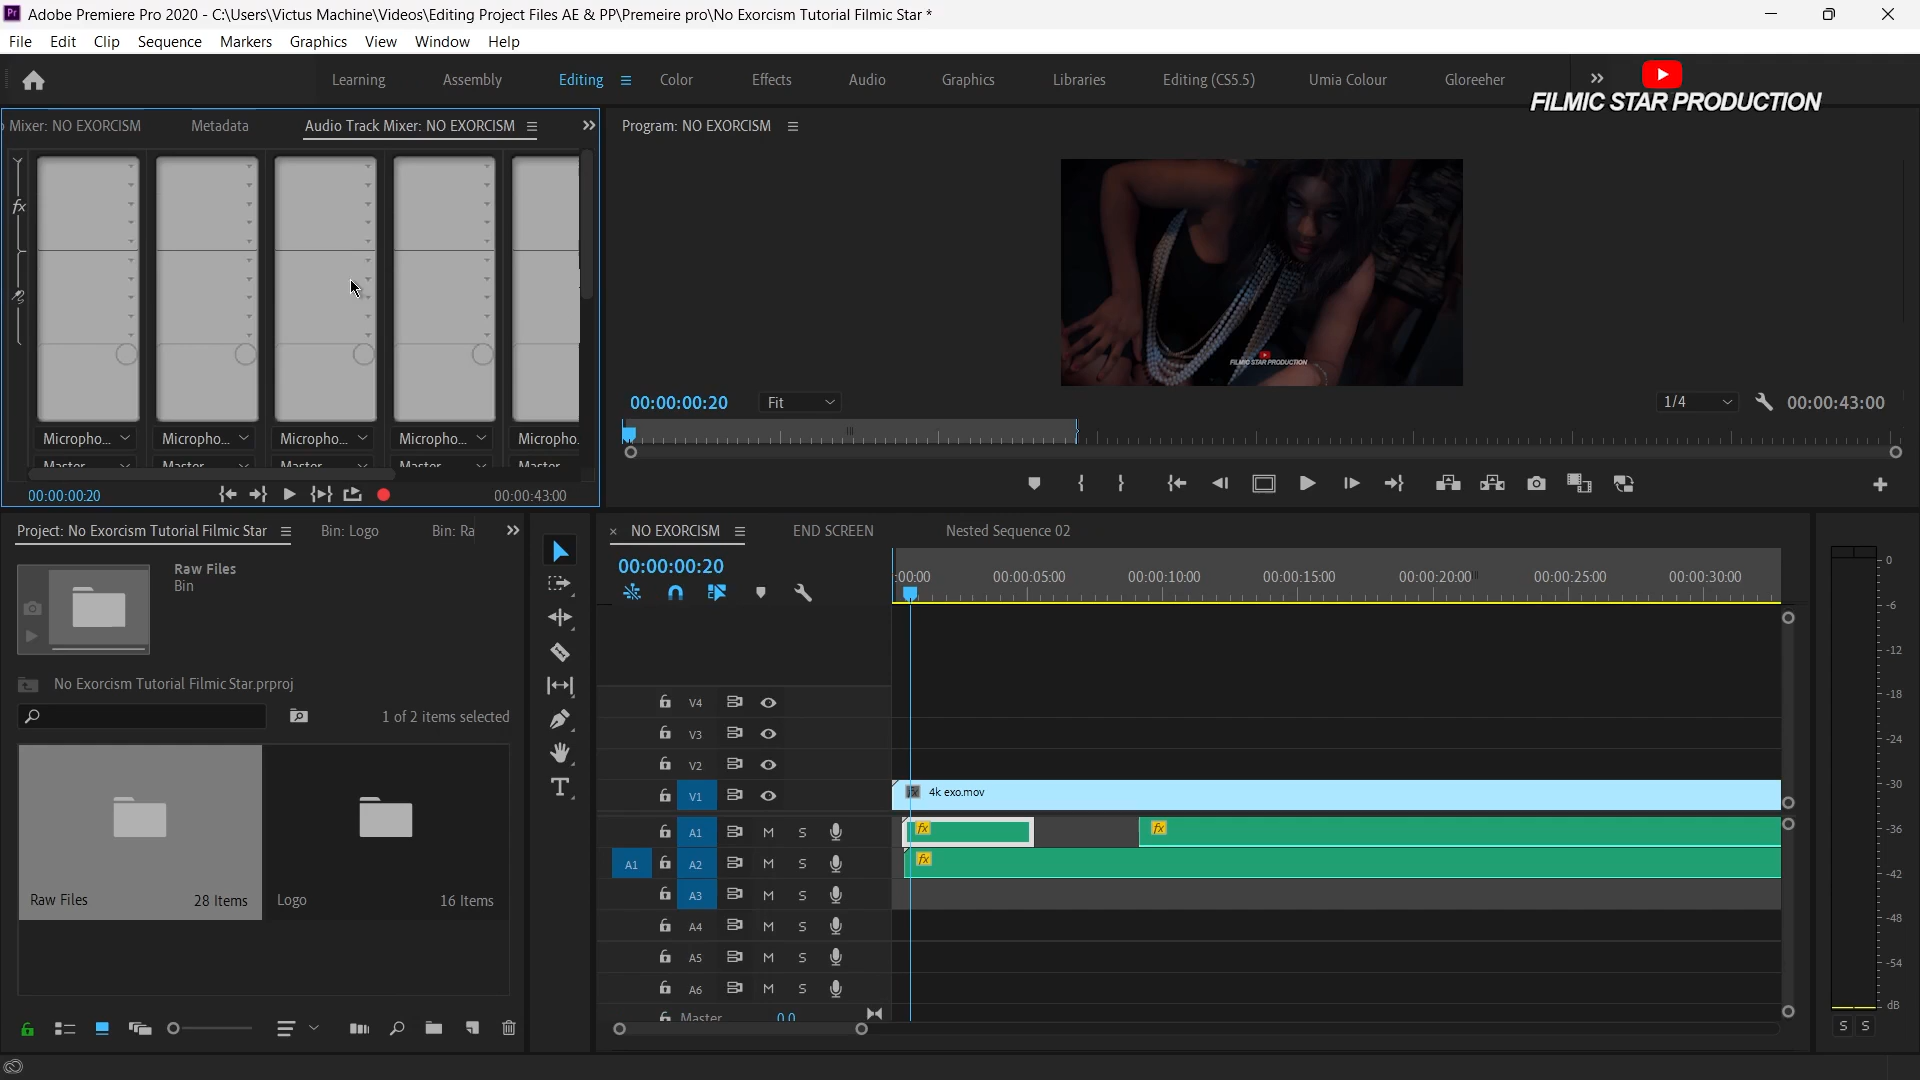 Adobe Premiere Pro 2020 - C:\Users\Victus Machine\Videos\Editing Project Files AE & PP\Premeire pro\No Exorcism Tutorial Filmic Star *
File Edit Clip Sequence Markers Graphics View Window Help
Learning Assembly Editing Color Effects Audio Graphics Libraries Editing (CS5.5) Umia Colour Gloreeher
FILMIC STAR PRODUCTION
Mixer: NO EXORCISM Metadata Audio Track Mixer: NO EXORCISM
Program: NO EXORCISM
fx
FILMIC STAR PRODUCTION
00:00:00:20 Fit 1/4 00:00:43:00
Micropho... Micropho... Micropho... Micropho... Micropho.
Master Master Master Master Master
00:00:00:20 00:00:43:00
Project: No Exorcism Tutorial Filmic Star Bin: Logo Bin: Ra
NO EXORCISM END SCREEN Nested Sequence 02
Raw Files
Bin
00:00:00:20
:00:00 00:00:05:00 00:00:10:00 00:00:15:00 00:00:20:00 00:00:25:00 00:00:30:00
No Exorcism Tutorial Filmic Star.prproj
1 of 2 items selected
V4
V3
V2
V1 fx 4k exo.mov
A1 M S fx fx
A1 A2 M S fx
A3 M S
A4 M S
A5 M S
A6 M S
Master 0.0
Raw Files 28 Items Logo 16 Items
0
-6
-12
-18
-24
-30
-36
-42
-48
-54
dB
S S